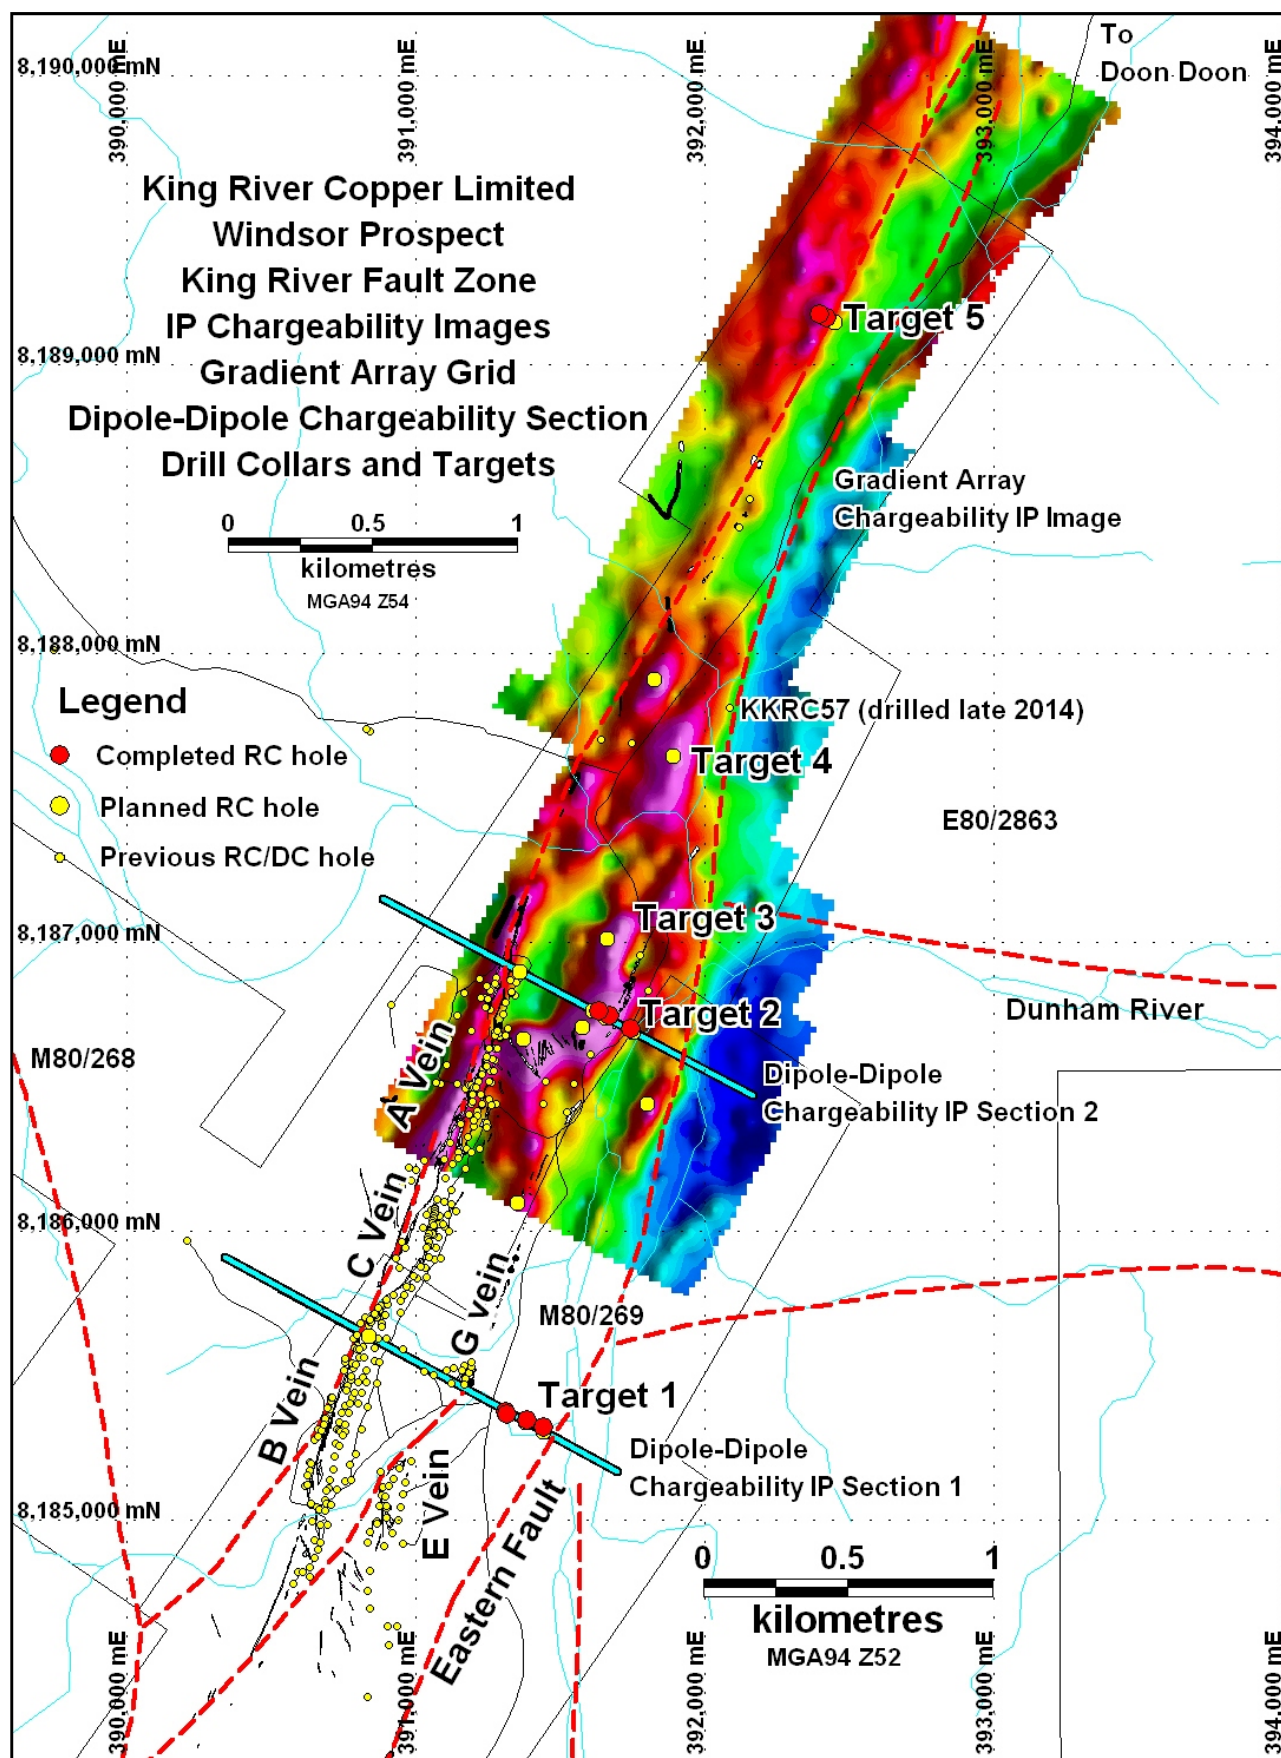 To
Doon Doon
8,190,000 mN
390,000 mE
391,000 mE
392,000 mE
393,000 mE
394,000 mE
King River Copper Limited
Windsor Prospect
King River Fault Zone
IP Chargeability Images
Gradient Array Grid
Dipole-Dipole Chargeability Section
Drill Collars and Targets
Target 5
8,189,000 mN
Gradient Array
Chargeability IP Image
0 0.5 1
kilometres
MGA94 Z54
8,188,000 mN
Legend
Completed RC hole
Planned RC hole
Previous RC/DC hole
KKRC57 (drilled late 2014)
Target 4
E80/2863
Target 3
8,187,000 mN
Target 2
Dunham River
M80/268
A Vein
Dipole-Dipole
Chargeability IP Section 2
C Vein
8,186,000 mN
G vein
M80/269
B Vein
Target 1
E Vein
Dipole-Dipole
Chargeability IP Section 1
8,185,000 mN
Eastern Fault
0 0.5 1
kilometres
MGA94 Z52
390,000 mE
391,000 mE
392,000 mE
393,000 mE
394,000 mE